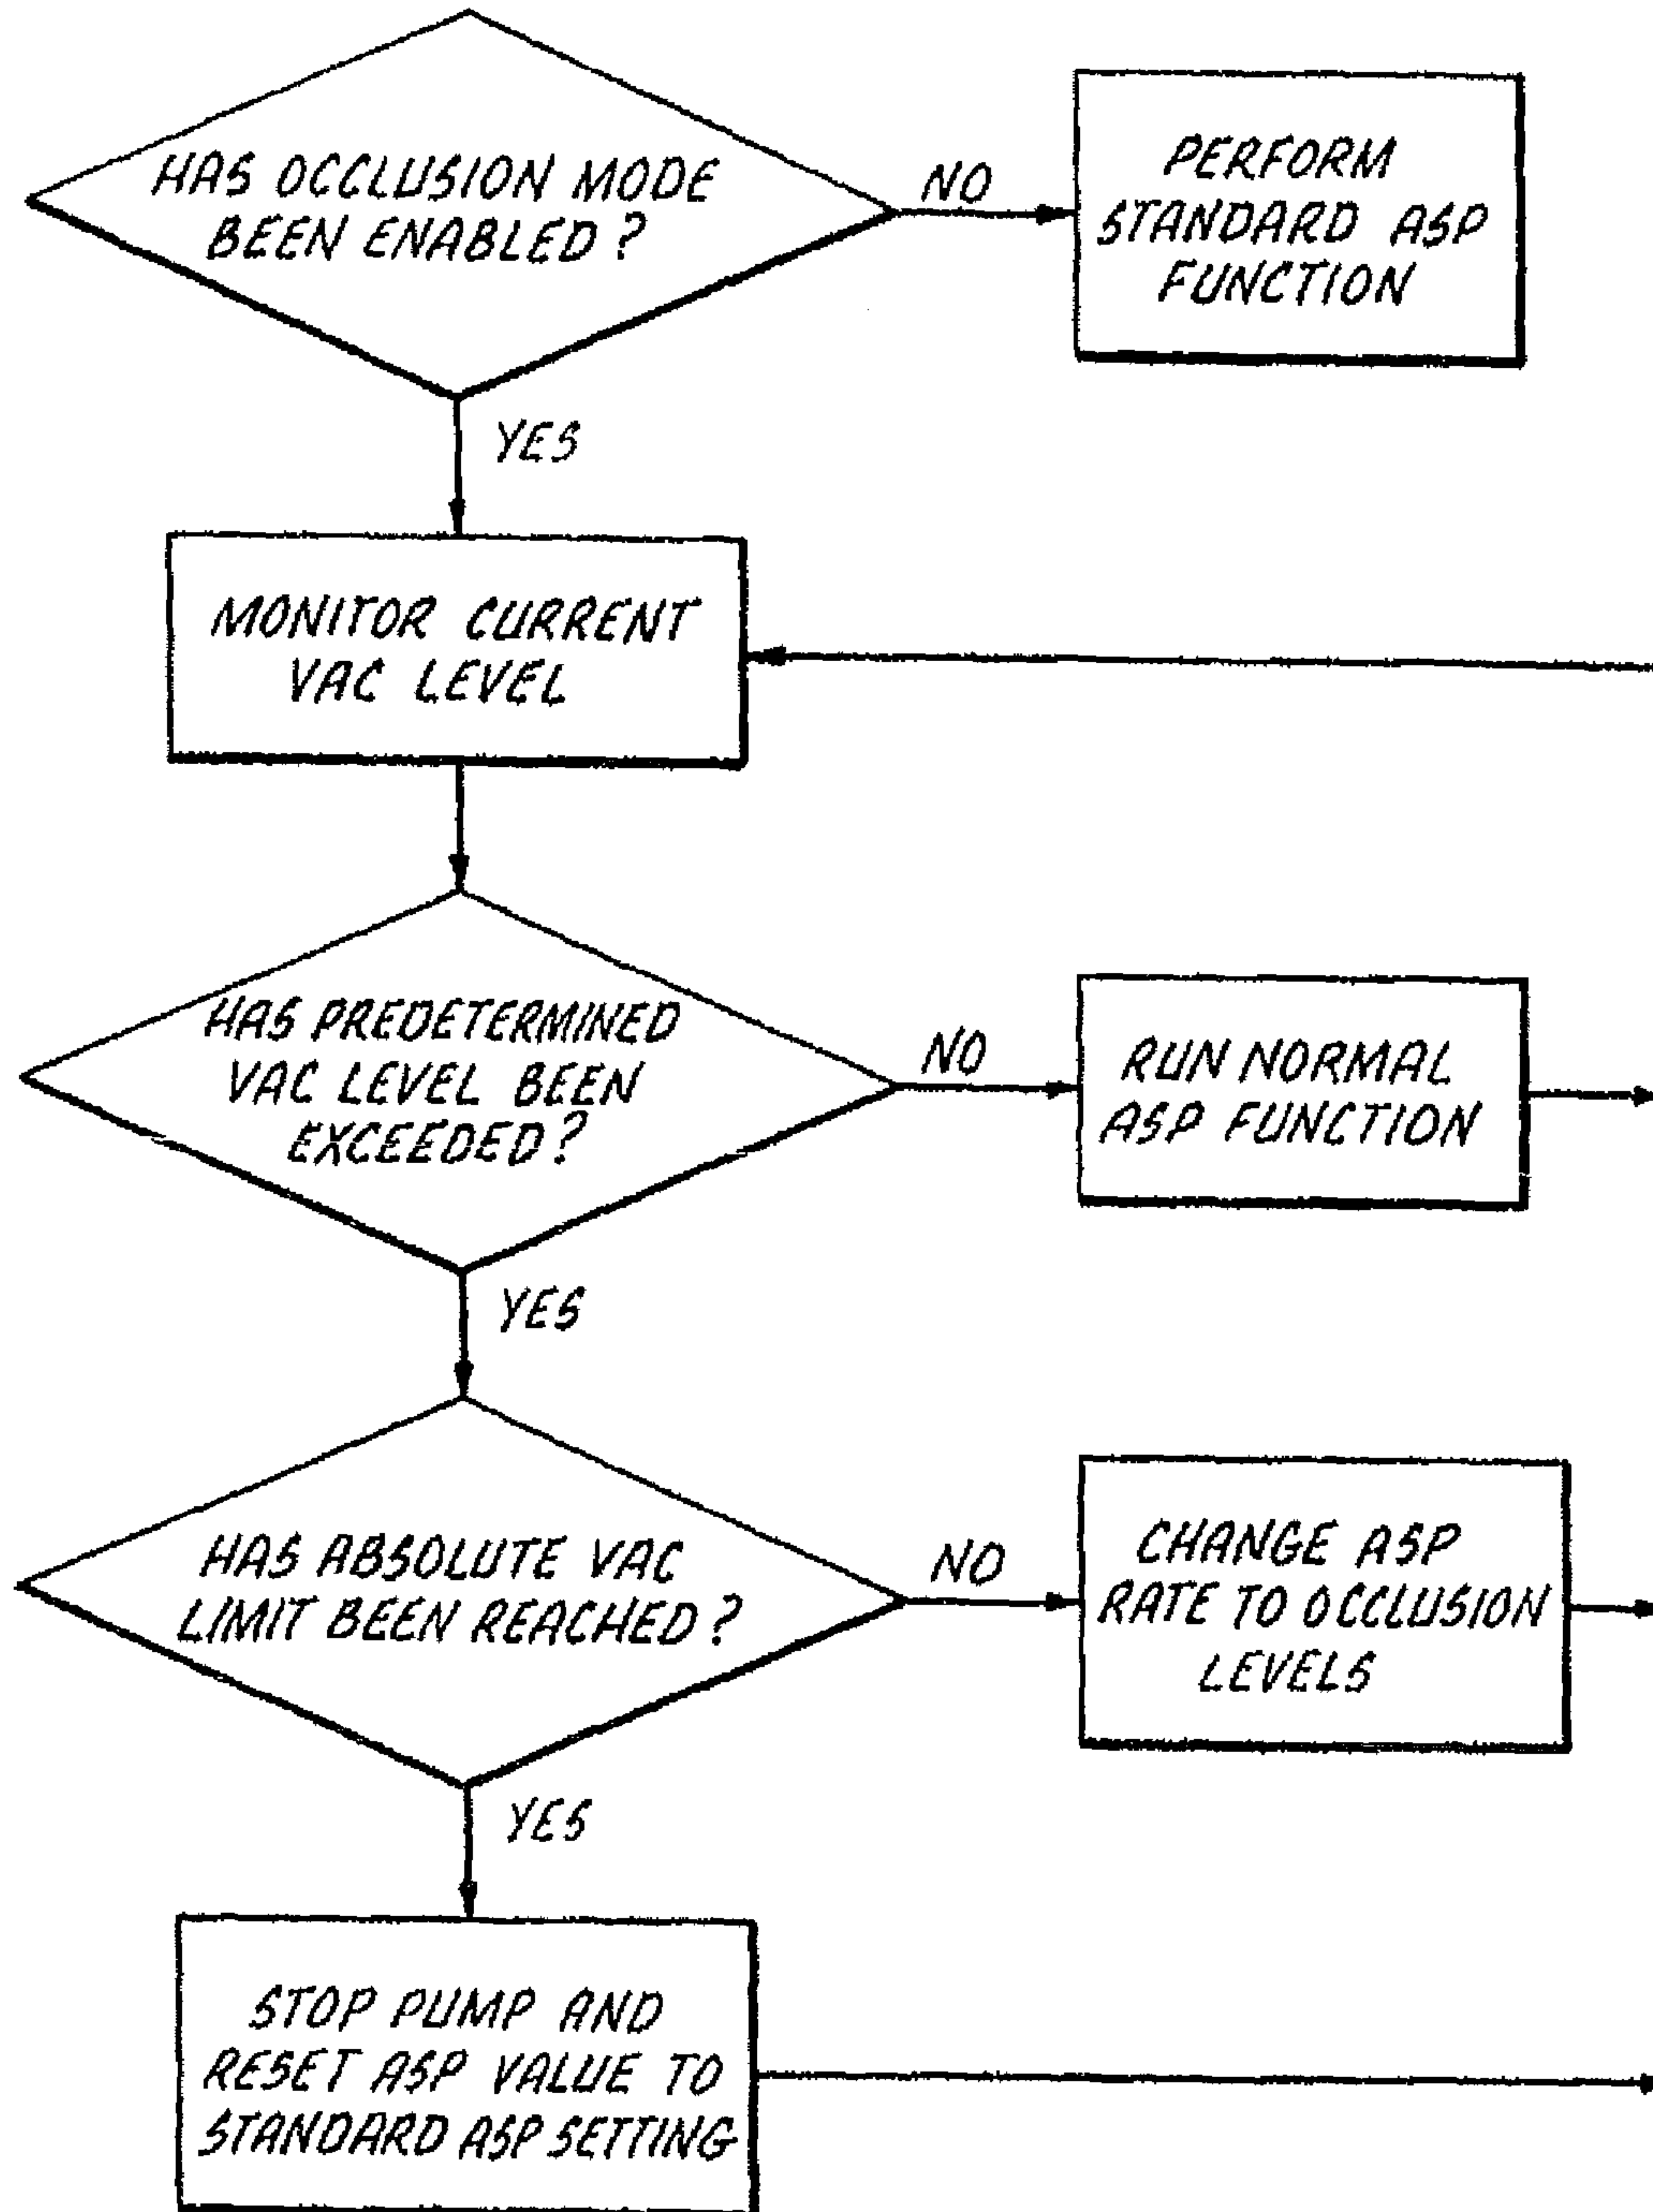 HAS OCCLUSION MODE
BEEN ENABLED?
NO
PERFORM
STANDARD ASP
FUNCTION
YES
MONITOR CURRENT
VAC LEVEL
HAS PREDETERMINED
VAC LEVEL BEEN
EXCEEDED?
NO
RUN NORMAL
ASP FUNCTION
YES
HAS ABSOLUTE VAC
LIMIT BEEN REACHED?
NO
CHANGE ASP
RATE TO OCCLUSION
LEVELS
YES
STOP PUMP AND
RESET ASP VALUE TO
STANDARD ASP SETTING